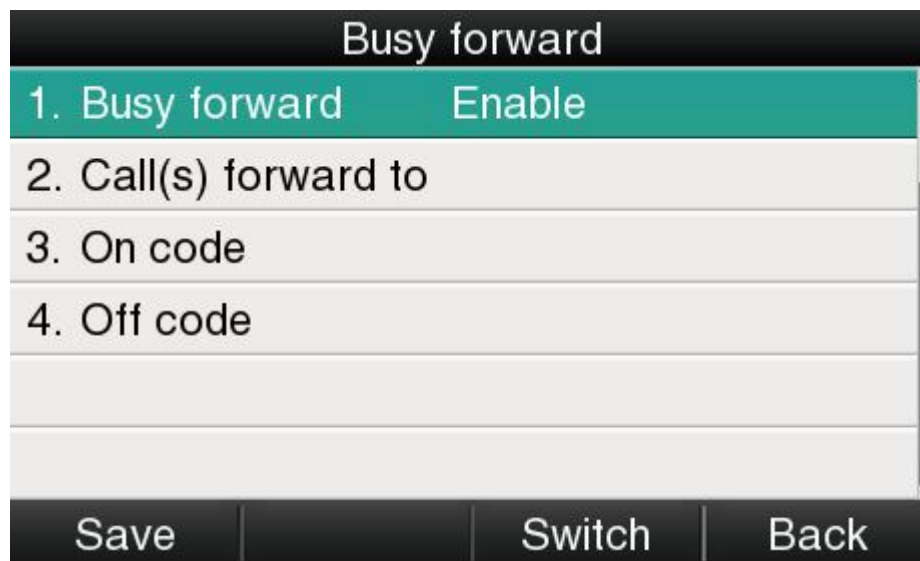 Busy forward
1. Busy forward Enable
2. Call(s) forward to
3. On code
4. Off code
Save Switch Back